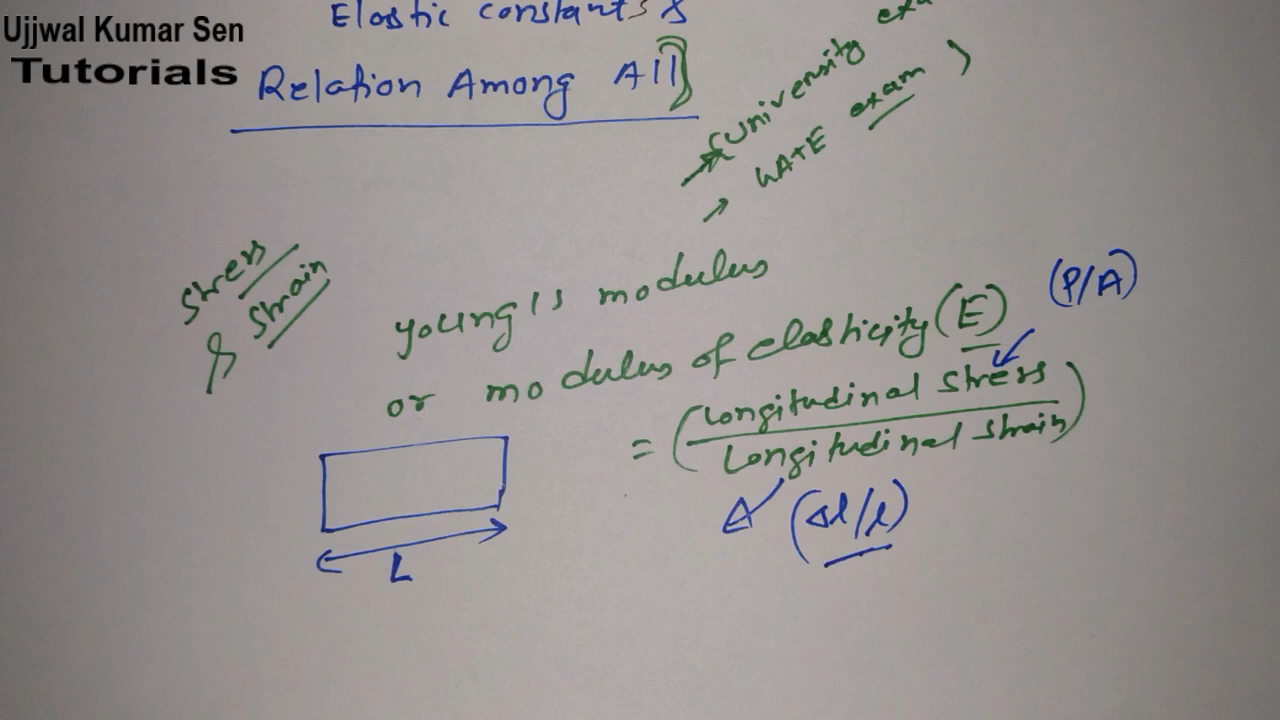 Ujjwal Kumar Sen
Tutorials
Elastic constants &
Relation Among All
(University exa
GATE exam )
Stress
& Strain
young's modulus
or modulus of elasticity (E)
(P/A)
= (Longitudinal stress
Longitudinal strain)
(Δl/l)
L